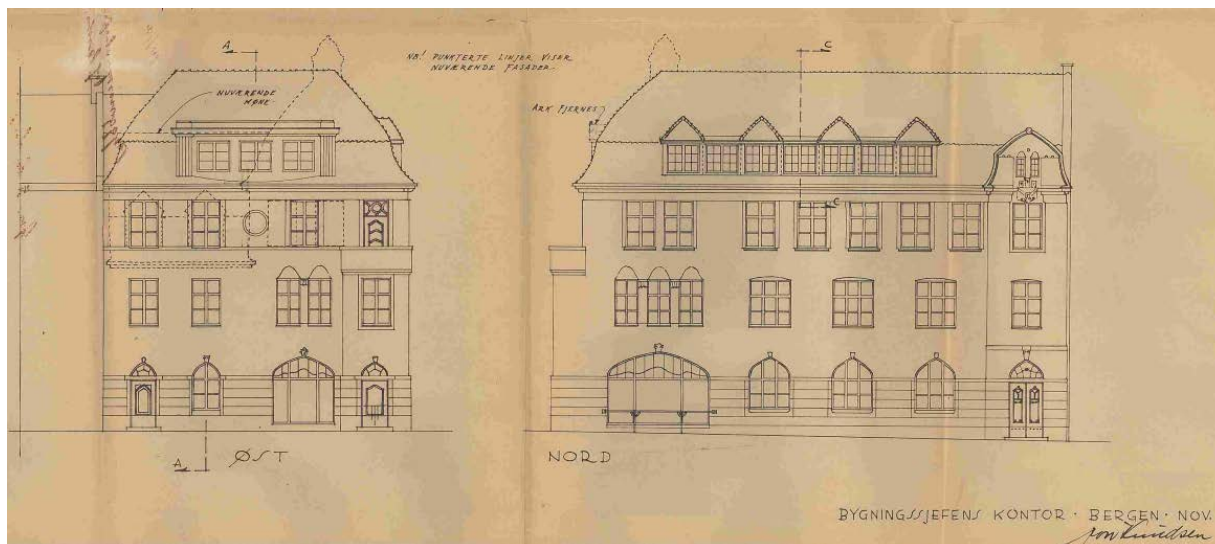 A
NB! PUNKTERTE LINJER VISER
NUVÆRENDE FASADER.
C
NUVÆRENDE
MØNE
ARK FJERNES
C
A
ØST
NORD
BYGNINGSSJEFENS KONTOR · BERGEN · NOV.